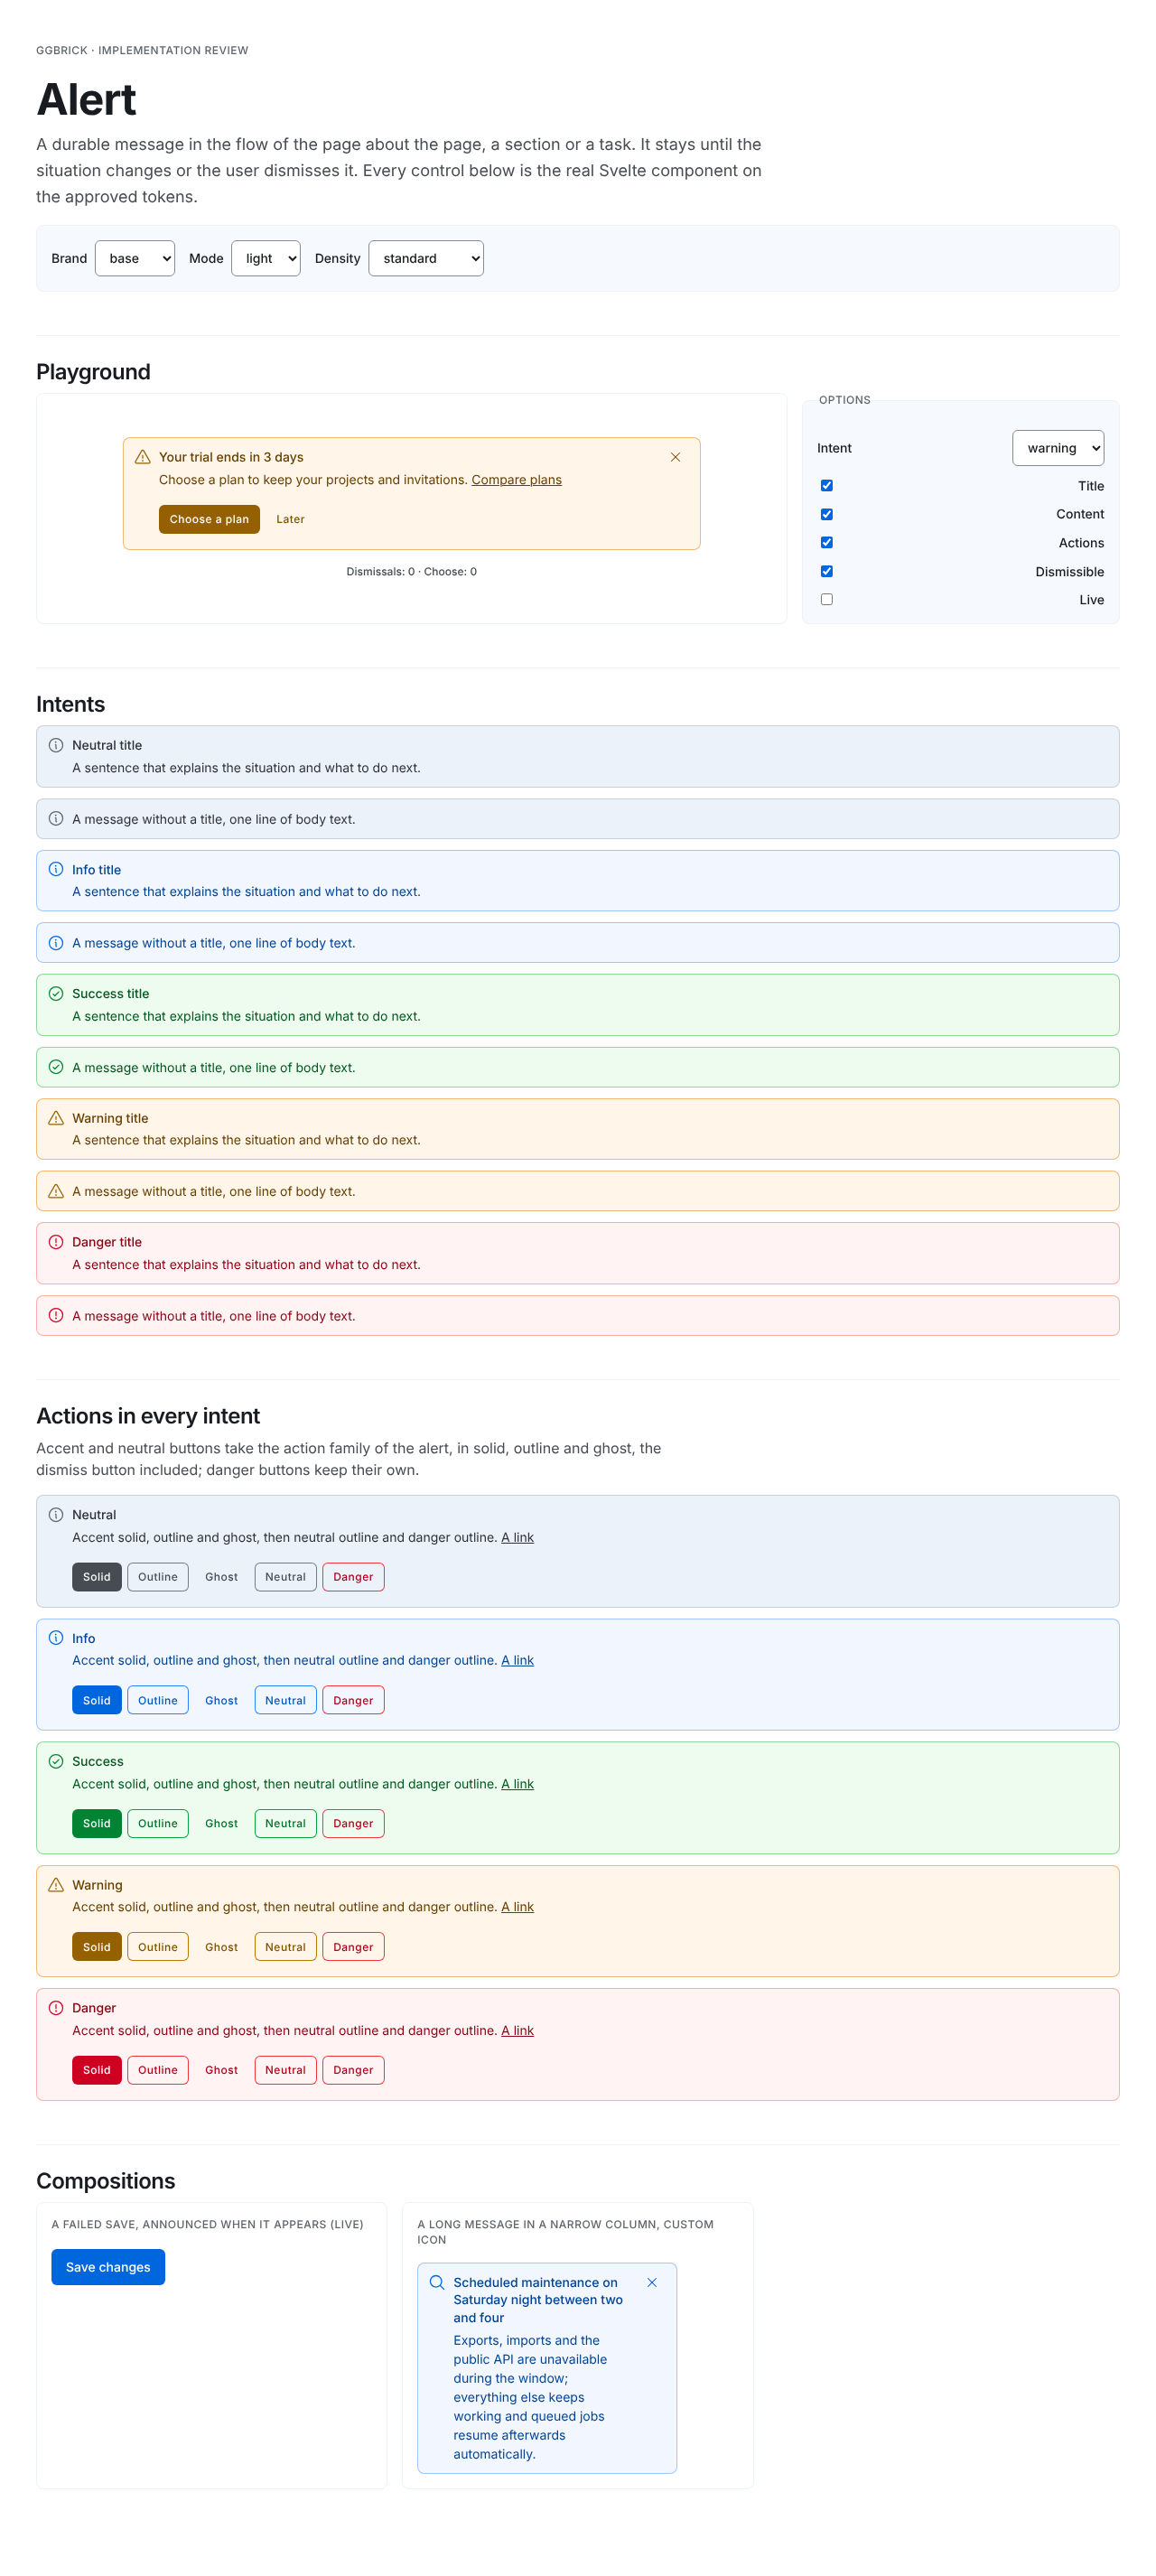 GGBRICK · IMPLEMENTATION REVIEW
Alert
A durable message in the flow of the page about the page, a section or a task. It stays until the
situation changes or the user dismisses it. Every control below is the real Svelte component on
the approved tokens.
Brand base Mode light Density standard
Playground
Your trial ends in 3 days
Choose a plan to keep your projects and invitations. Compare plans
Choose a plan Later
Dismissals: 0 · Choose: 0
OPTIONS
Intent warning
Title
Content
Actions
Dismissible
Live
Intents
Neutral title
A sentence that explains the situation and what to do next.
A message without a title, one line of body text.
Info title
A sentence that explains the situation and what to do next.
A message without a title, one line of body text.
Success title
A sentence that explains the situation and what to do next.
A message without a title, one line of body text.
Warning title
A sentence that explains the situation and what to do next.
A message without a title, one line of body text.
Danger title
A sentence that explains the situation and what to do next.
A message without a title, one line of body text.
Actions in every intent
Accent and neutral buttons take the action family of the alert, in solid, outline and ghost, the
dismiss button included; danger buttons keep their own.
Neutral
Accent solid, outline and ghost, then neutral outline and danger outline. A link
Solid Outline Ghost Neutral Danger
Info
Accent solid, outline and ghost, then neutral outline and danger outline. A link
Solid Outline Ghost Neutral Danger
Success
Accent solid, outline and ghost, then neutral outline and danger outline. A link
Solid Outline Ghost Neutral Danger
Warning
Accent solid, outline and ghost, then neutral outline and danger outline. A link
Solid Outline Ghost Neutral Danger
Danger
Accent solid, outline and ghost, then neutral outline and danger outline. A link
Solid Outline Ghost Neutral Danger
Compositions
A FAILED SAVE, ANNOUNCED WHEN IT APPEARS (LIVE)
Save changes
A LONG MESSAGE IN A NARROW COLUMN, CUSTOM
ICON
Scheduled maintenance on
Saturday night between two
and four
Exports, imports and the
public API are unavailable
during the window;
everything else keeps
working and queued jobs
resume afterwards
automatically.